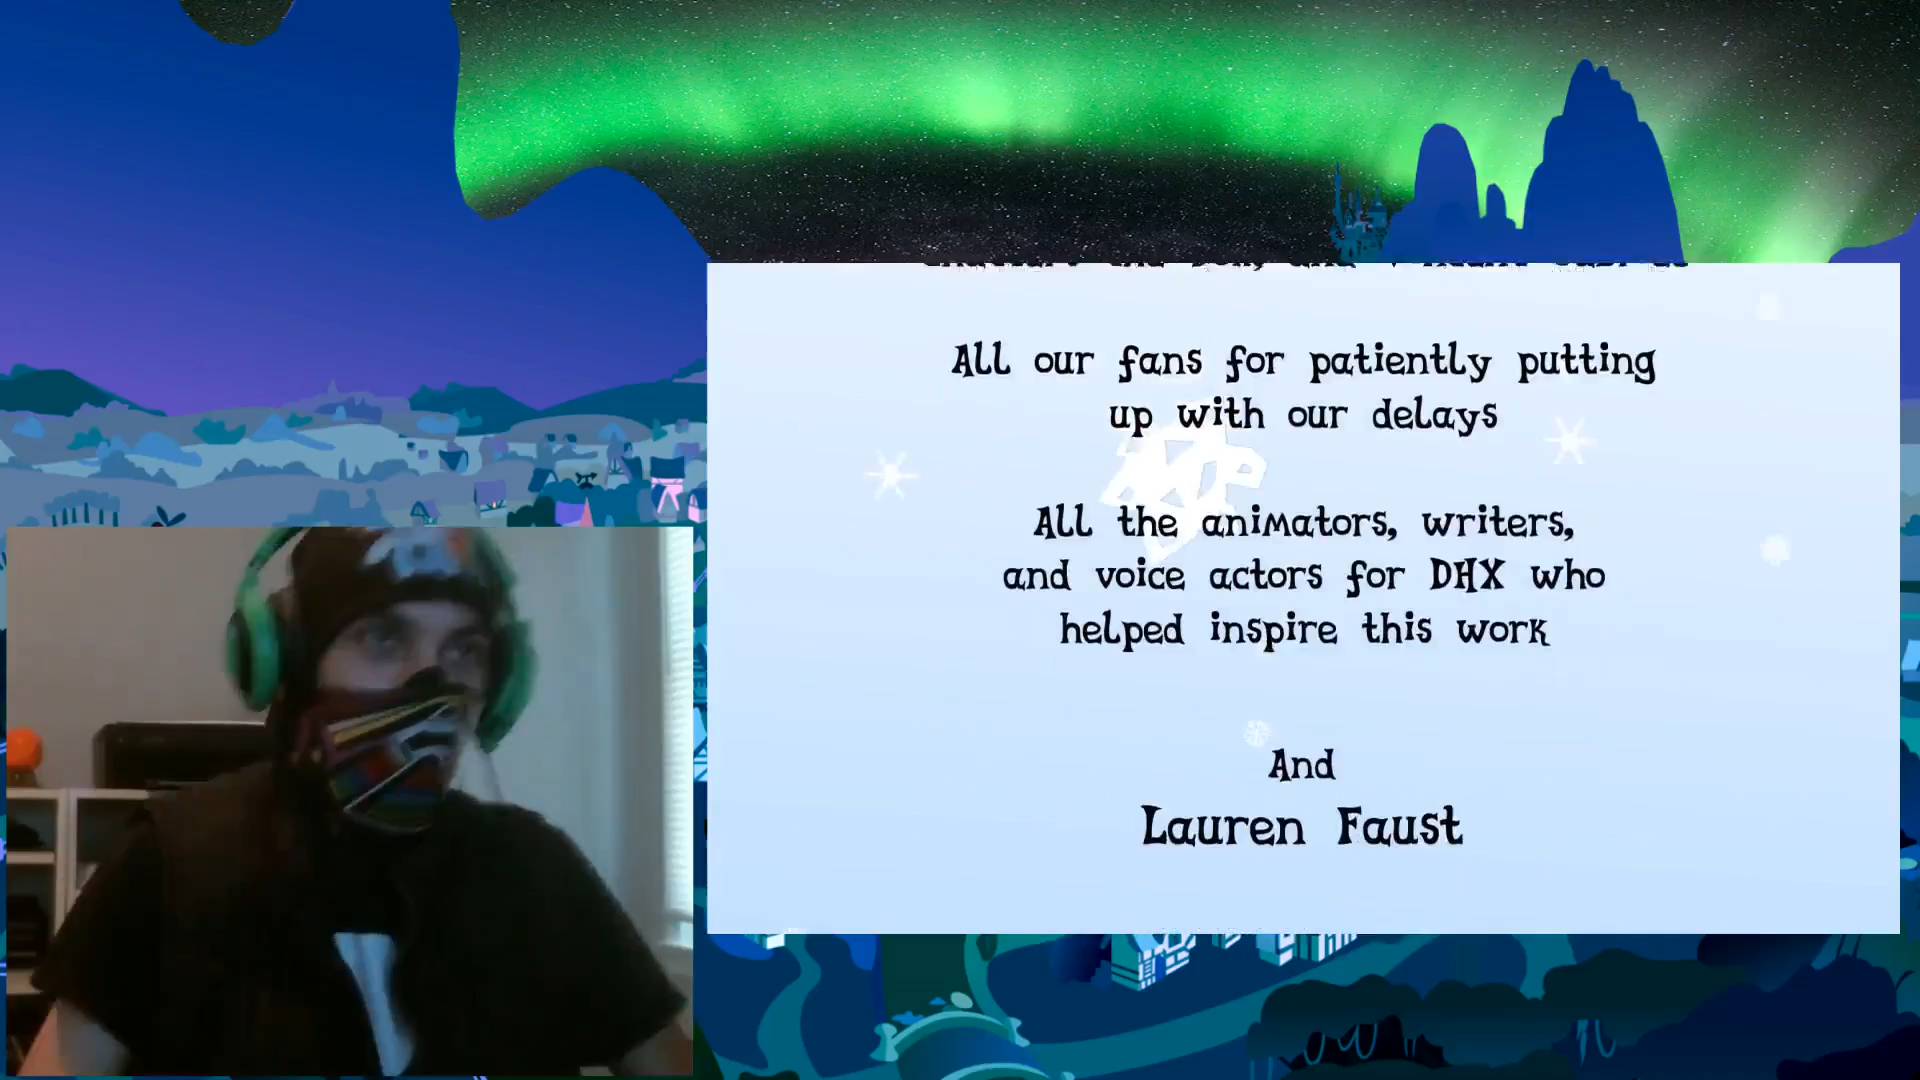 All our fans for patiently putting
up with our delays
All the animators, writers,
and voice actors for DHX who
helped inspire this work
And
Lauren Faust